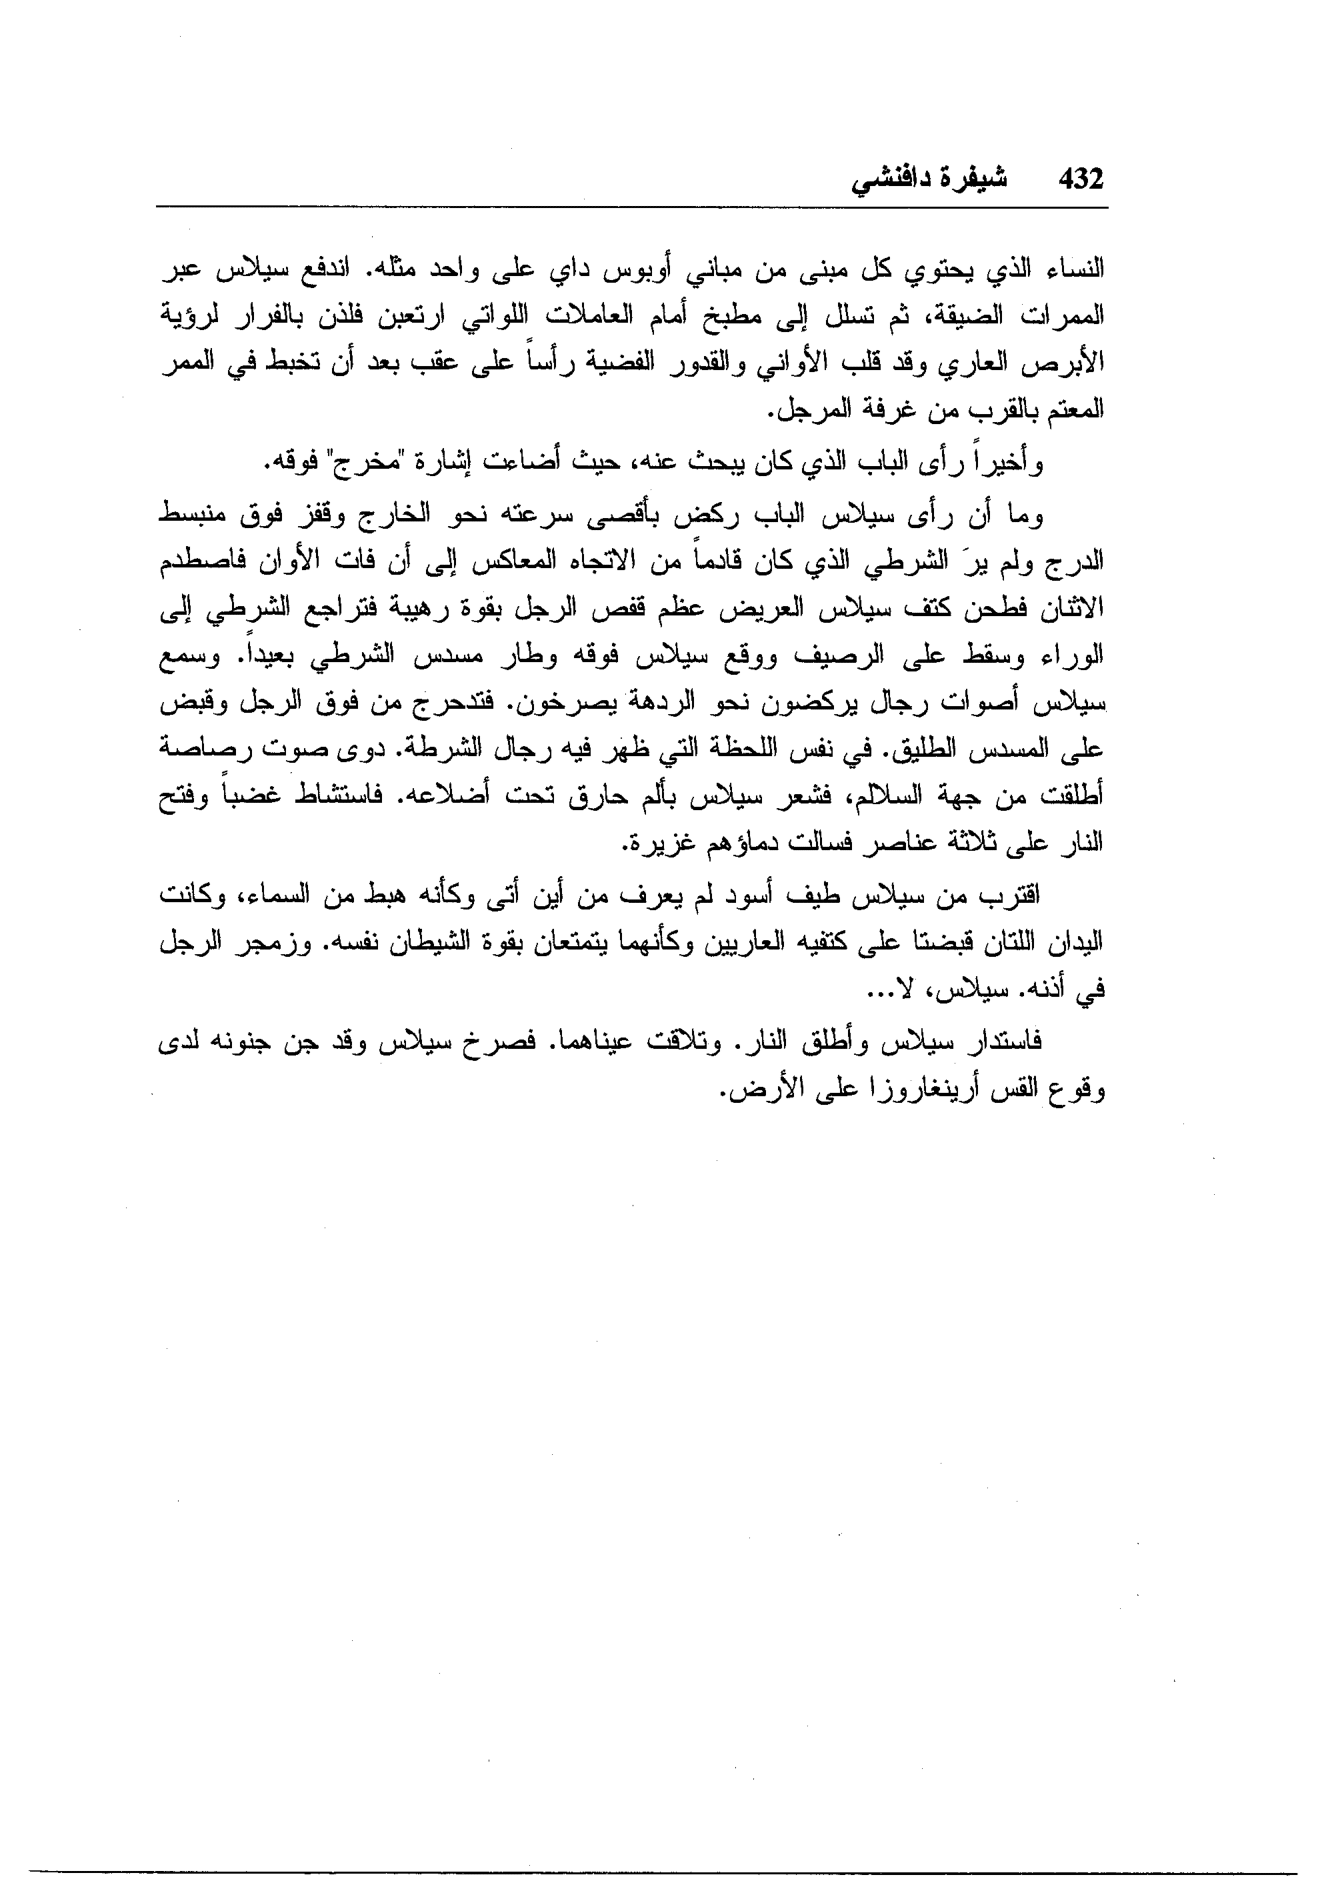 432 شيفرة دافنشي
النساء الذي يحتوي كل مبنى من مباني أوبوس داي على واحد مثله. اندفع سيلاس عبر
الممرات الضيقة، ثم تسلل إلى مطبخ أمام العاملات اللواتي ارتعبن فلذن بالفرار لرؤية
الأبرص العاري وقد قلب الأواني والقدور الفضية رأساً على عقب بعد أن تخبط في الممر
المعتم بالقرب من غرفة المرجل.
وأخيراً رأى الباب الذي كان يبحث عنه، حيث أضاءت إشارة "مخرج" فوقه.
وما أن رأى سيلاس الباب ركض بأقصى سرعته نحو الخارج وقفز فوق منبسط
الدرج ولم يرَ الشرطي الذي كان قادماً من الاتجاه المعاكس إلى أن فات الأوان فاصطدم
الاثنان فطحن كتف سيلاس العريض عظم قفص الرجل بقوة رهيبة فتراجع الشرطي إلى
الوراء وسقط على الرصيف ووقع سيلاس فوقه وطار مسدس الشرطي بعيداً. وسمع
سيلاس أصوات رجال يركضون نحو الردهة يصرخون. فتدحرج من فوق الرجل وقبض
على المسدس الطليق. في نفس اللحظة التي ظهر فيه رجال الشرطة. دوى صوت رصاصة
أطلقت من جهة السلالم، فشعر سيلاس بألم حارق تحت أضلاعه. فاستشاط غضباً وفتح
النار على ثلاثة عناصر فسالت دماؤهم غزيرة.
اقترب من سيلاس طيف أسود لم يعرف من أين أتى وكأنه هبط من السماء، وكانت
اليدان اللتان قبضتا على كتفيه العاريين وكأنهما يتمتعان بقوة الشيطان نفسه. وزمجر الرجل
في أذنه. سيلاس، لا...
فاستدار سيلاس وأطلق النار. وتلاقت عيناهما. فصرخ سيلاس وقد جن جنونه لدى
وقوع القس أرينغاروزا على الأرض.